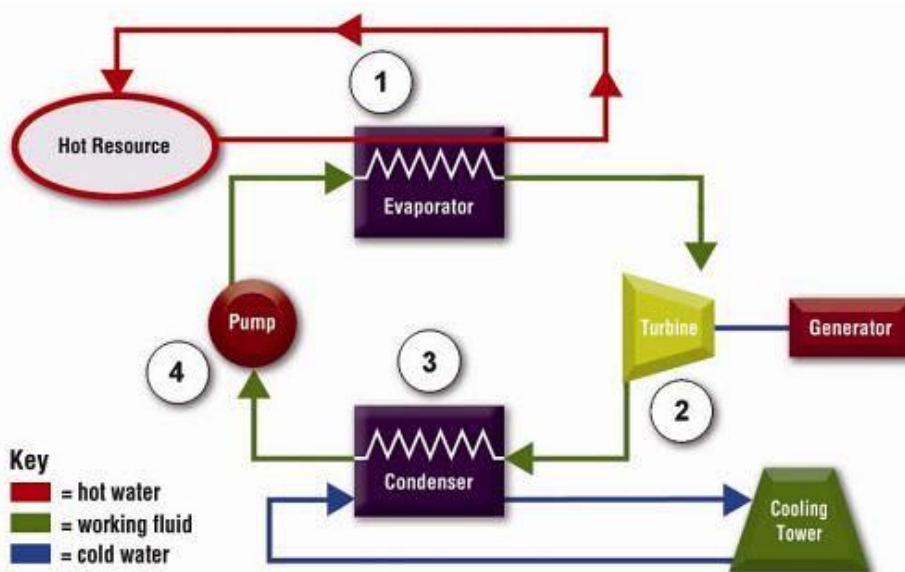 1
Hot Resource
Evaporator
Pump
Turbine
Generator
4
3
2
Condenser
Cooling
Tower
Key
= hot water
= working fluid
= cold water